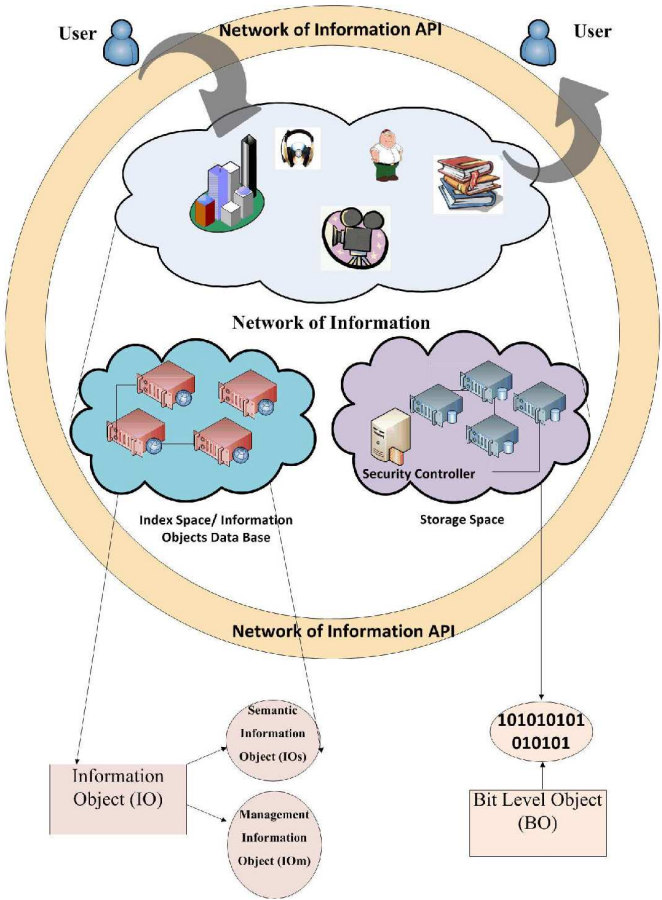 Network of Information API
User
User
Network of Information
Security Controller
Index Space/ Information
Objects Data Base
Storage Space
Network of Information API
Semantic
Information
Object (IOs)
101010101
010101
Information
Object (IO)
Management
Information
Object (IOm)
Bit Level Object
(BO)